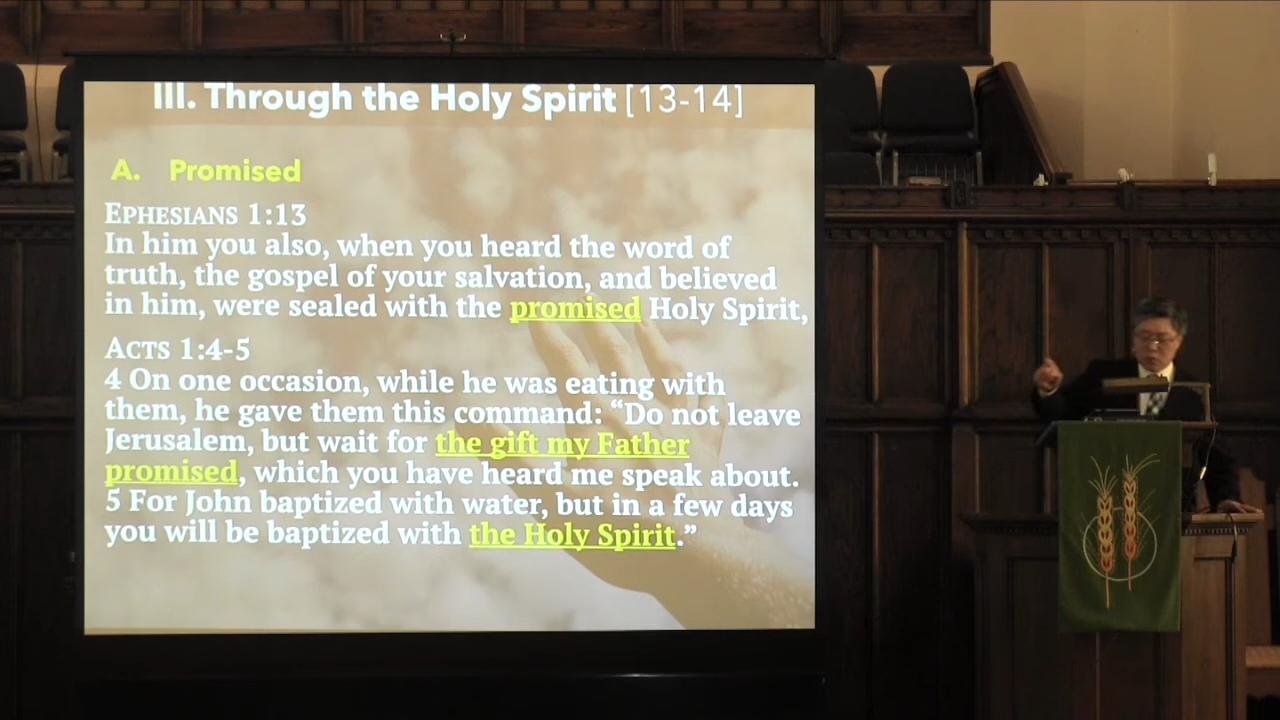 III. Through the Holy Spirit [13-14]
A. Promised
EPHESIANS 1:13
In him you also, when you heard the word of
truth, the gospel of your salvation, and believed
in him, were sealed with the promised Holy Spirit,
ACTS 1:4-5
4 On one occasion, while he was eating with
them, he gave them this command: “Do not leave
Jerusalem, but wait for the gift my Father
promised, which you have heard me speak about.
5 For John baptized with water, but in a few days
you will be baptized with the Holy Spirit.”